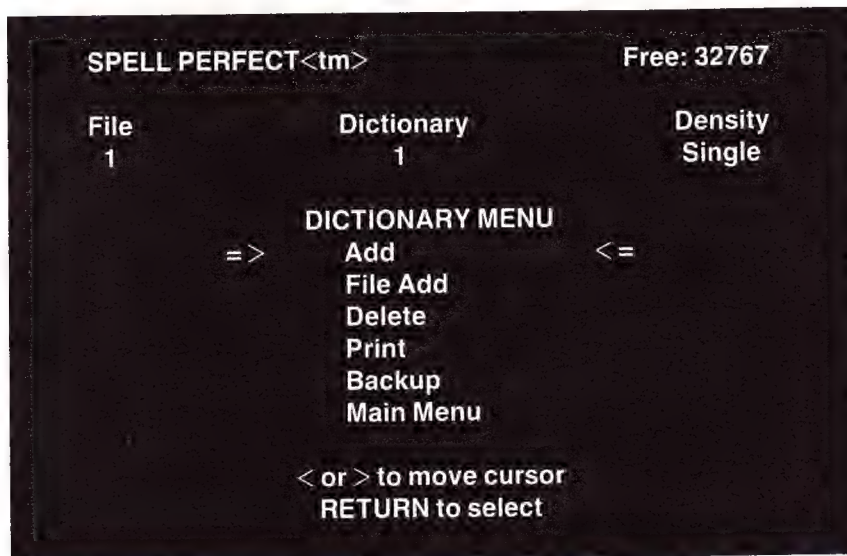 SPELL PERFECT<tm> Free: 32767
File Dictionary Density
1 1 Single
DICTIONARY MENU
=> Add <=
File Add
Delete
Print
Backup
Main Menu
< or > to move cursor
RETURN to select